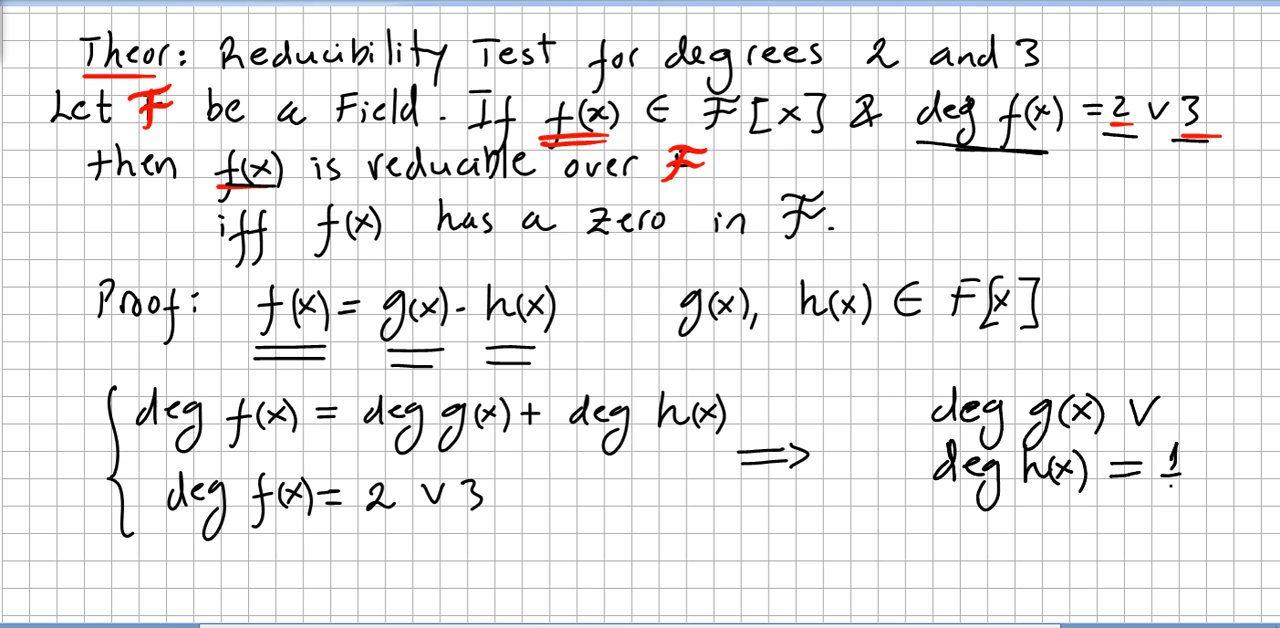 Theor: Reducibility Test for degrees 2 and 3
Let F be a Field. If f(x) ∈ F[x] & deg f(x) = 2 ∨ 3
then f(x) is reducable over F
iff f(x) has a zero in F.
Proof: f(x) = g(x) · h(x) g(x), h(x) ∈ F[x]
deg f(x) = deg g(x) + deg h(x) ⟹ deg g(x) ∨
deg f(x) = 2 ∨ 3 deg h(x) = 1